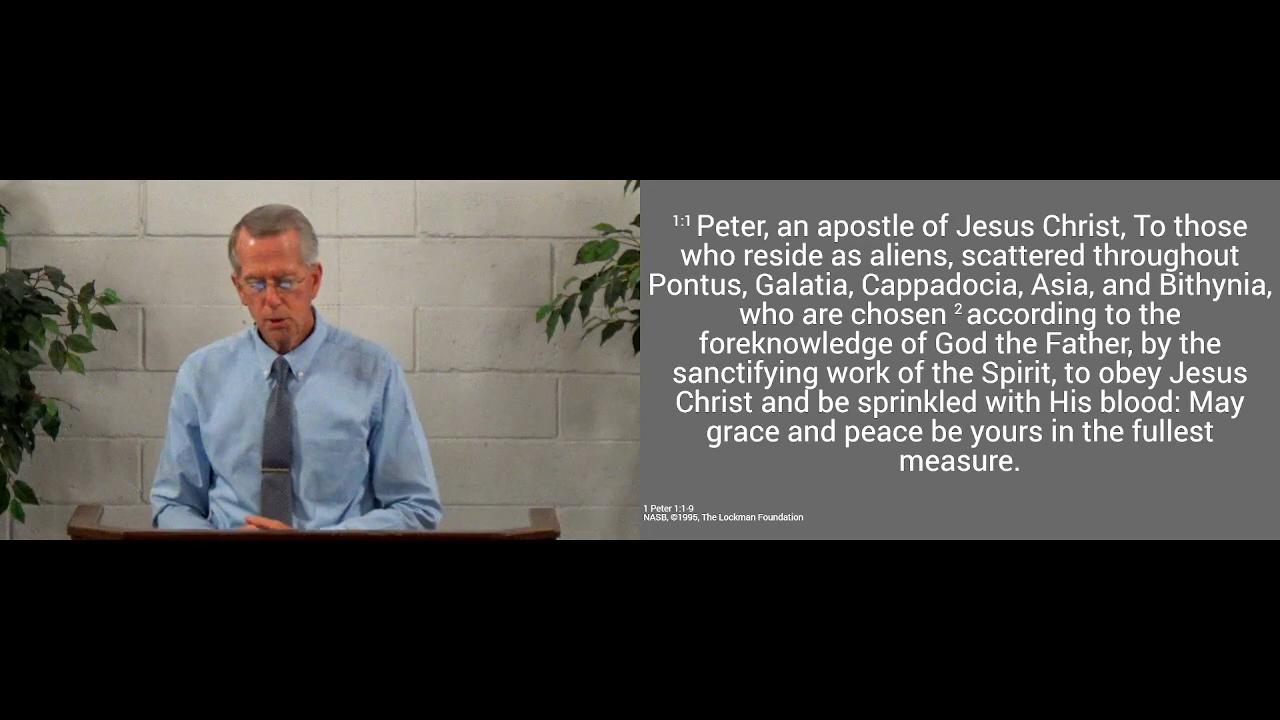 1:1 Peter, an apostle of Jesus Christ, To those
who reside as aliens, scattered throughout
Pontus, Galatia, Cappadocia, Asia, and Bithynia,
who are chosen 2 according to the
foreknowledge of God the Father, by the
sanctifying work of the Spirit, to obey Jesus
Christ and be sprinkled with His blood: May
grace and peace be yours in the fullest
measure.
1 Peter 1:1-9
NASB, ©1995, The Lockman Foundation